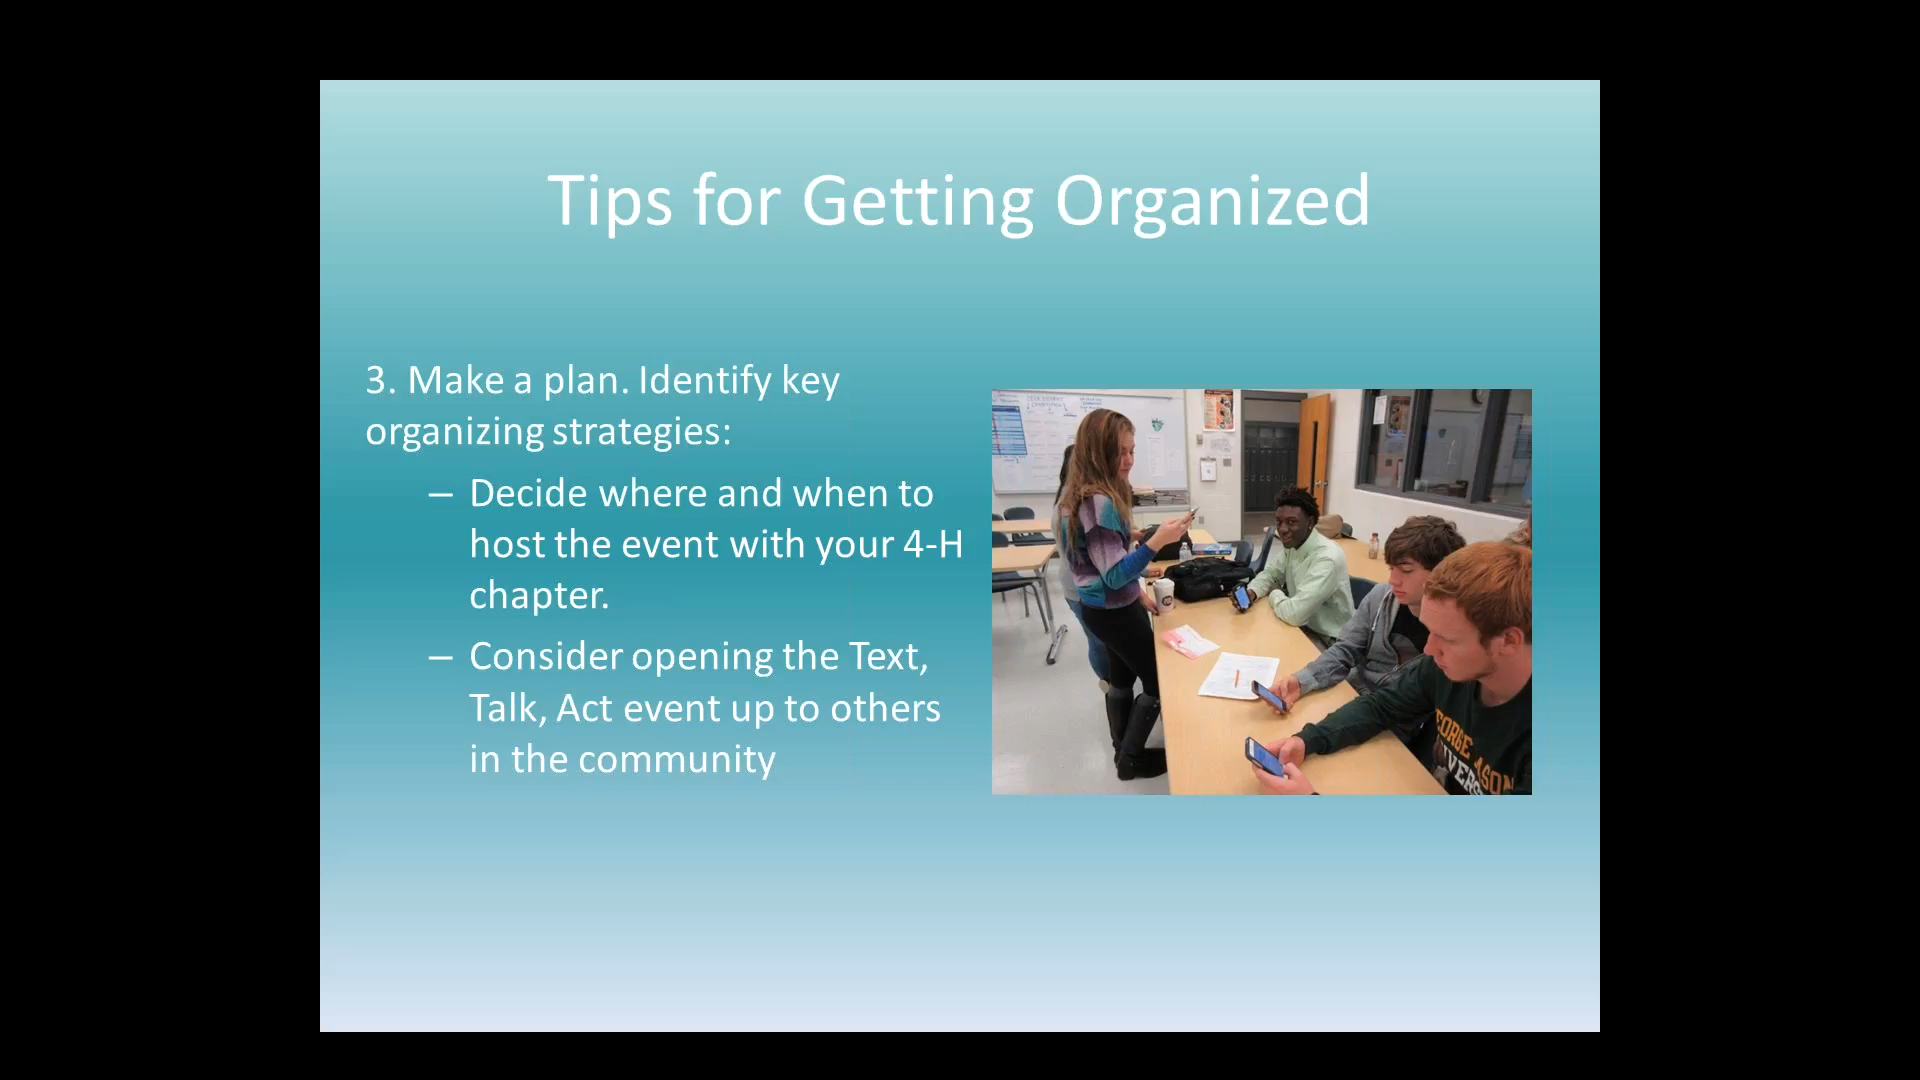 Tips for Getting Organized
3. Make a plan. Identify key
organizing strategies:
– Decide where and when to
host the event with your 4-H
chapter.
– Consider opening the Text,
Talk, Act event up to others
in the community